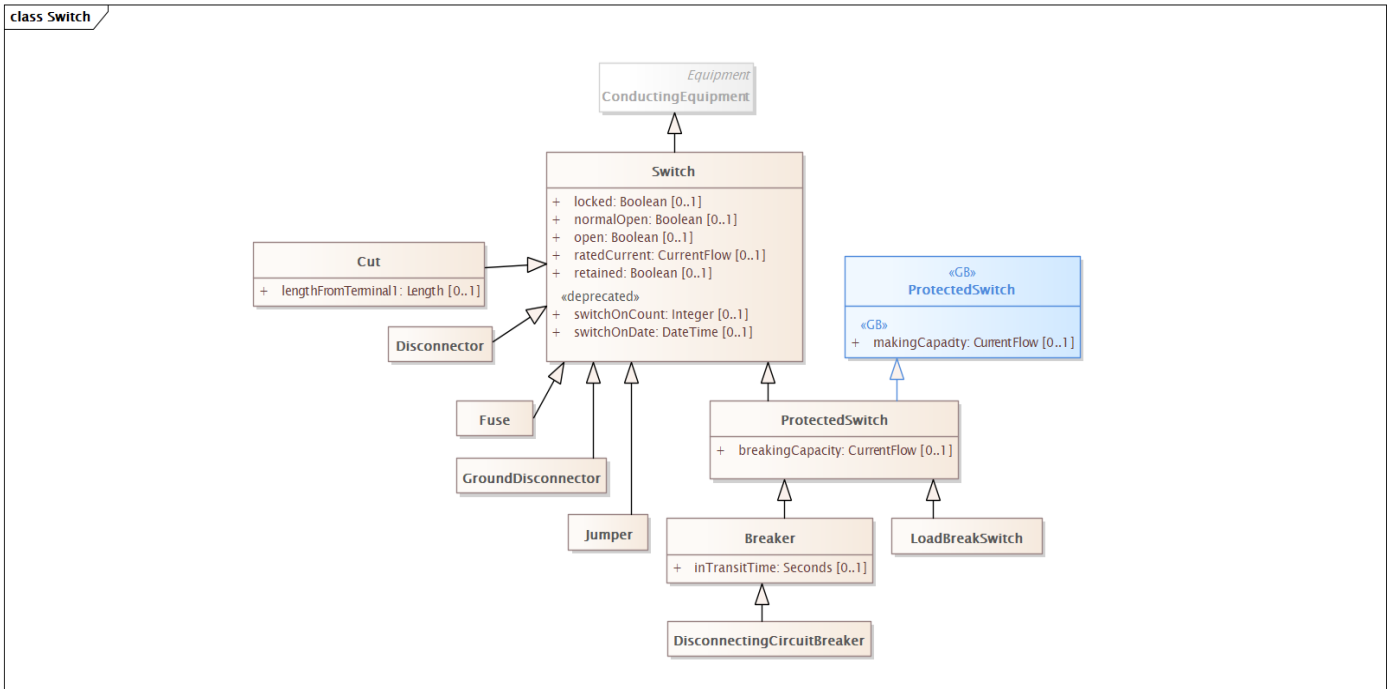 class Switch
Equipment
ConductingEquipment
Switch
+ locked: Boolean [0..1]
+ normalOpen: Boolean [0..1]
+ open: Boolean [0..1]
+ ratedCurrent: CurrentFlow [0..1]
+ retained: Boolean [0..1]
«deprecated»
+ switchOnCount: Integer [0..1]
+ switchOnDate: DateTime [0..1]
Cut
+ lengthFromTerminal1: Length [0..1]
Disconnector
«GB»
ProtectedSwitch
«GB»
+ makingCapacity: CurrentFlow [0..1]
Fuse
GroundDisconnector
Jumper
ProtectedSwitch
+ breakingCapacity: CurrentFlow [0..1]
Breaker
+ inTransitTime: Seconds [0..1]
LoadBreakSwitch
DisconnectingCircuitBreaker